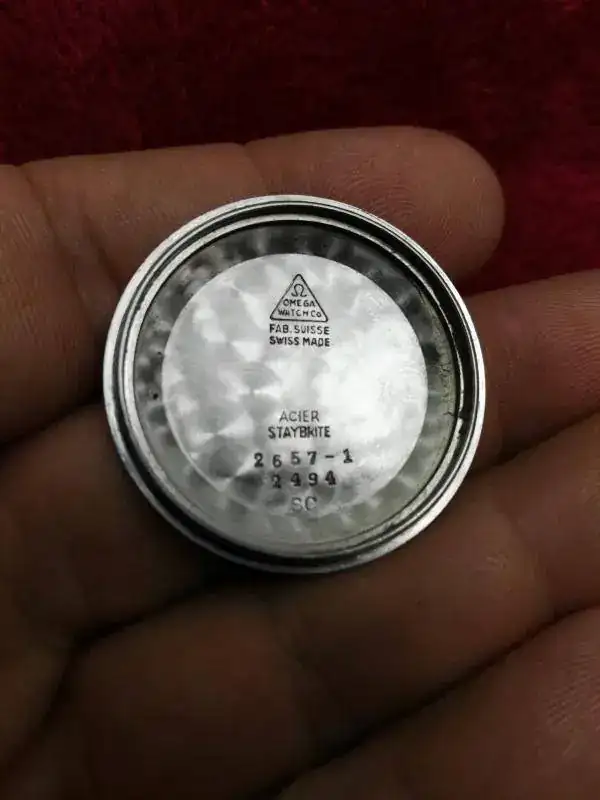 Ω
OMEGA
WATCH Co
FAB. SUISSE
SWISS MADE
ACIER
STAYBRITE
2657-1
2494
SC